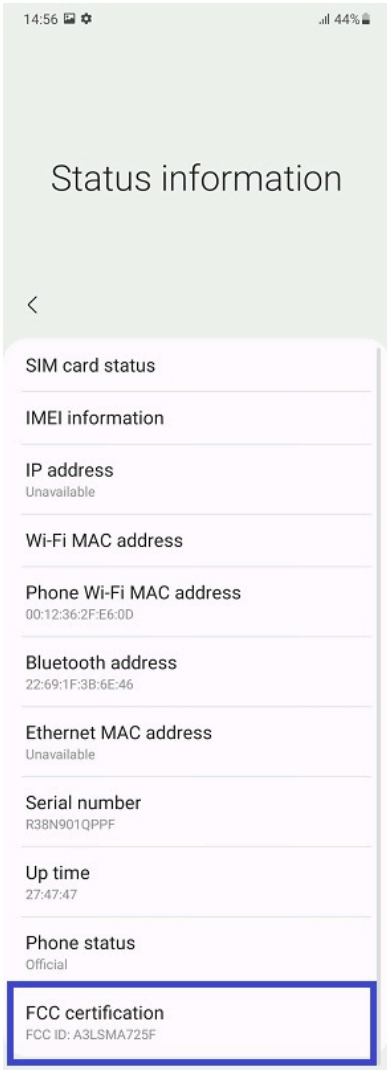 14:56 44%
Status information
SIM card status
IMEI information
IP address
Unavailable
Wi-Fi MAC address
Phone Wi-Fi MAC address
00:12:36:2F:E6:0D
Bluetooth address
22:69:1F:3B:6E:46
Ethernet MAC address
Unavailable
Serial number
R38N901QPPF
Up time
27:47:47
Phone status
Official
FCC certification
FCC ID: A3LSMA725F